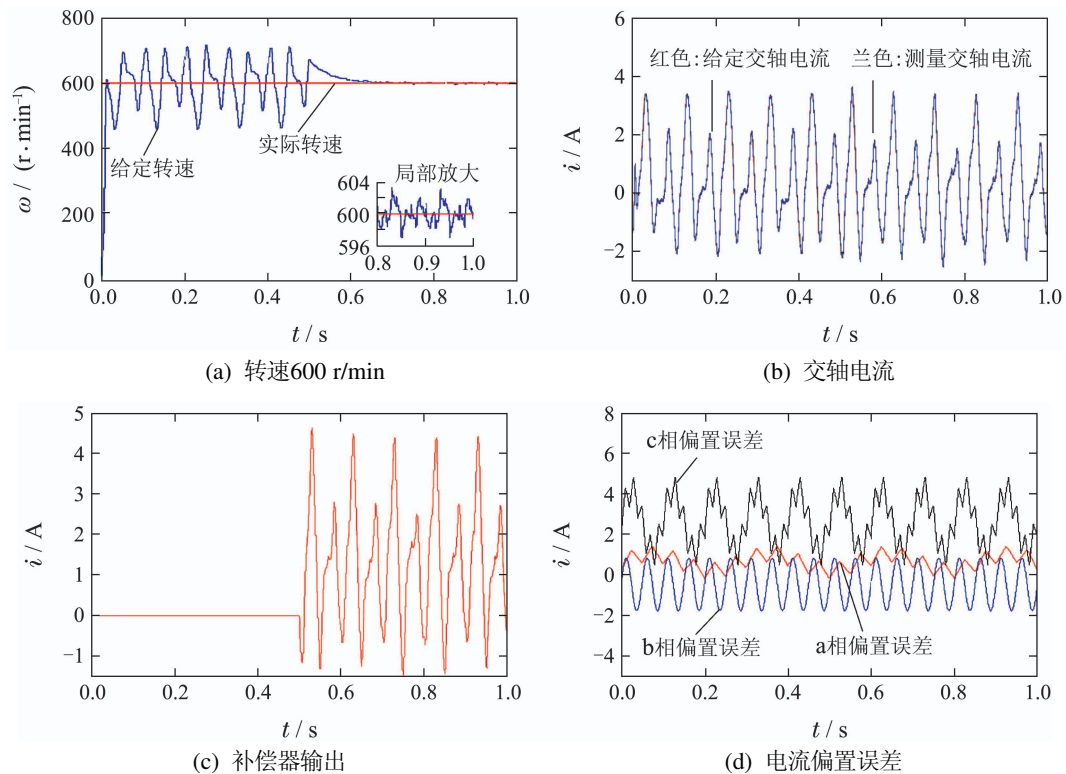 800
600
400
200
0
ω / (r · min⁻¹)
给定转速
实际转速
局部放大
604
600
596
0.8 0.9 1.0
0.0 0.2 0.4 0.6 0.8 1.0
t / s
(a) 转速600 r/min
6
4
2
0
−2
i / A
红色:给定交轴电流
兰色:测量交轴电流
0.0 0.2 0.4 0.6 0.8 1.0
t / s
(b) 交轴电流
5
4
3
2
1
0
−1
i / A
0.0 0.2 0.4 0.6 0.8 1.0
t / s
(c) 补偿器输出
8
6
4
2
0
−2
−4
i / A
c相偏置误差
b相偏置误差
a相偏置误差
0.0 0.2 0.4 0.6 0.8 1.0
t / s
(d) 电流偏置误差